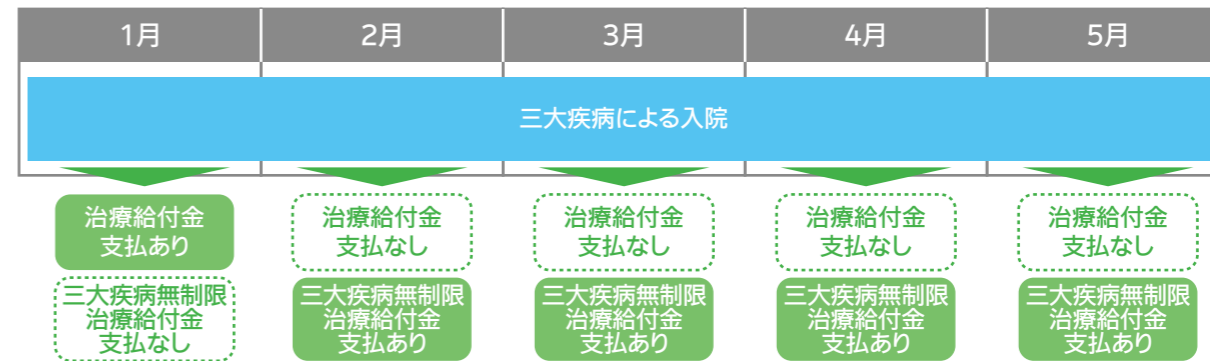 1月 2月 3月 4月 5月
三大疾病による入院
治療給付金 治療給付金 治療給付金 治療給付金 治療給付金
支払あり 支払なし 支払なし 支払なし 支払なし
三大疾病無制限 三大疾病無制限 三大疾病無制限 三大疾病無制限 三大疾病無制限
治療給付金 治療給付金 治療給付金 治療給付金 治療給付金
支払なし 支払あり 支払あり 支払あり 支払あり